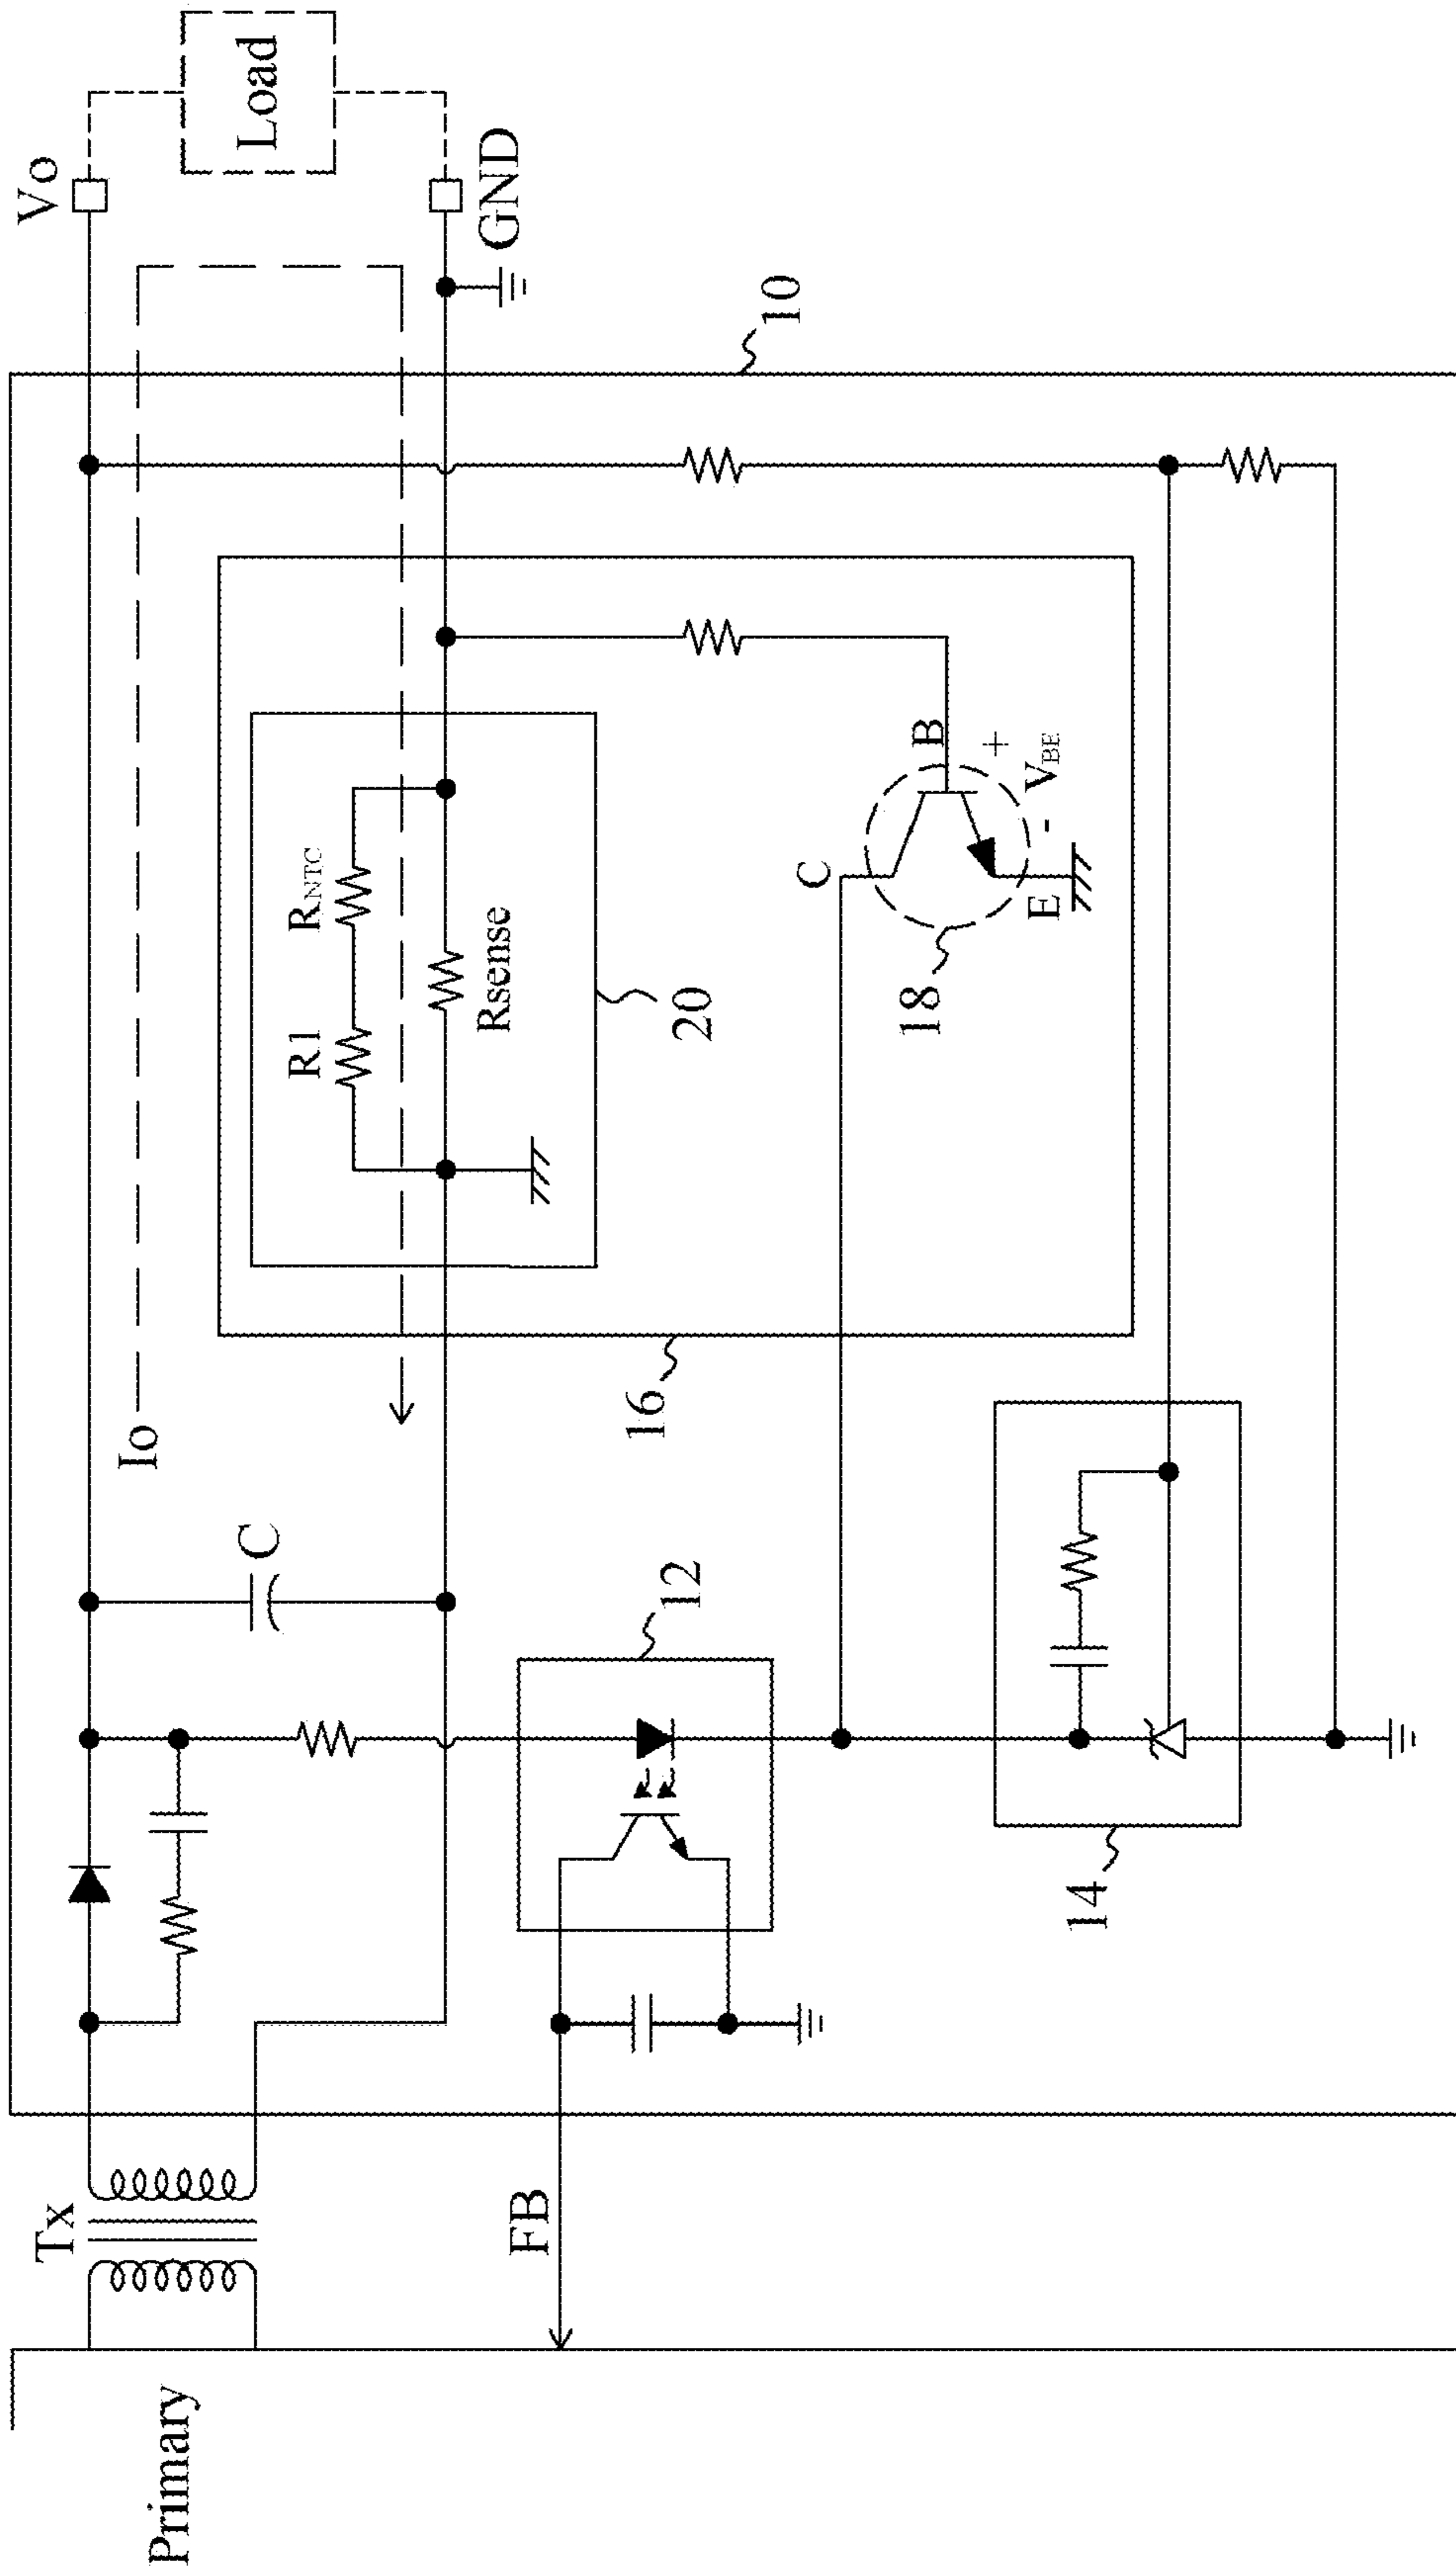 Primary
Tx
FB
C
Io
Vo
Load
GND
10
12
14
16
R1
RNTC
Rsense
20
18
C
B
E
+
VBE
-